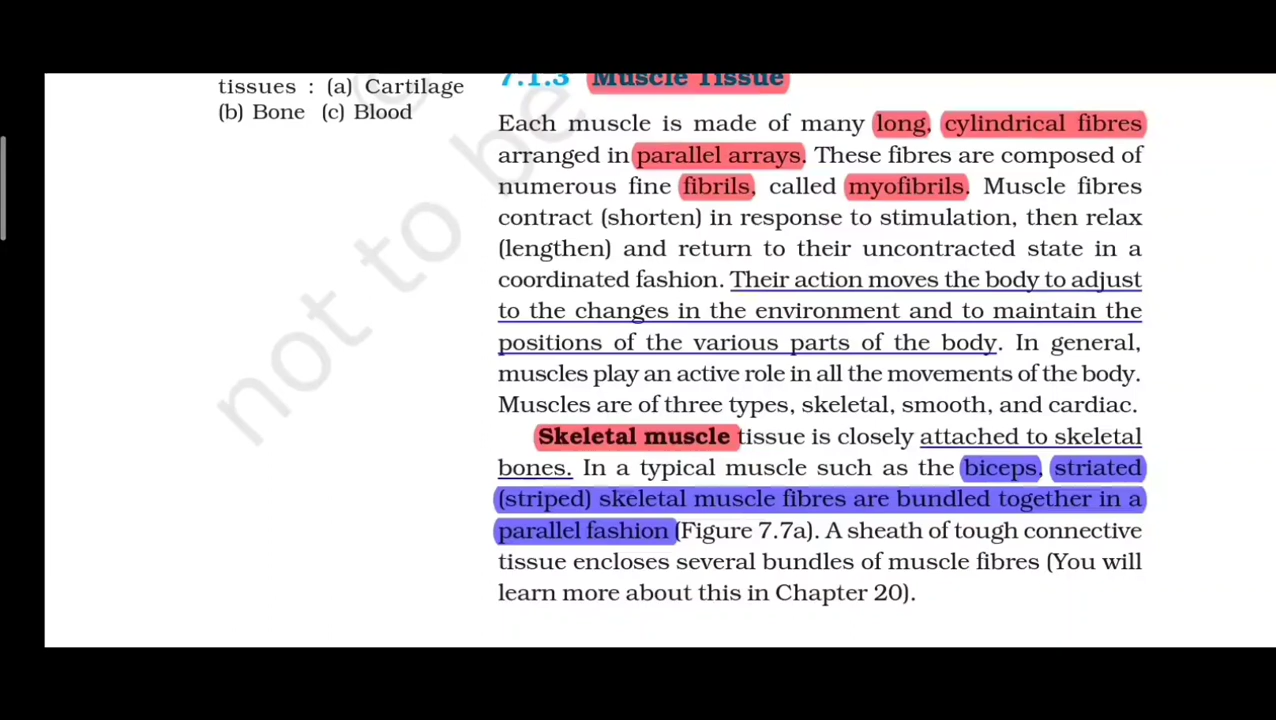 tissues : (a) Cartilage
(b) Bone (c) Blood
7.1.3 Muscle Tissue
Each muscle is made of many long, cylindrical fibres
arranged in parallel arrays. These fibres are composed of
numerous fine fibrils, called myofibrils. Muscle fibres
contract (shorten) in response to stimulation, then relax
(lengthen) and return to their uncontracted state in a
coordinated fashion. Their action moves the body to adjust
to the changes in the environment and to maintain the
positions of the various parts of the body. In general,
muscles play an active role in all the movements of the body.
Muscles are of three types, skeletal, smooth, and cardiac.
Skeletal muscle tissue is closely attached to skeletal
bones. In a typical muscle such as the biceps, striated
(striped) skeletal muscle fibres are bundled together in a
parallel fashion (Figure 7.7a). A sheath of tough connective
tissue encloses several bundles of muscle fibres (You will
learn more about this in Chapter 20).
not to be